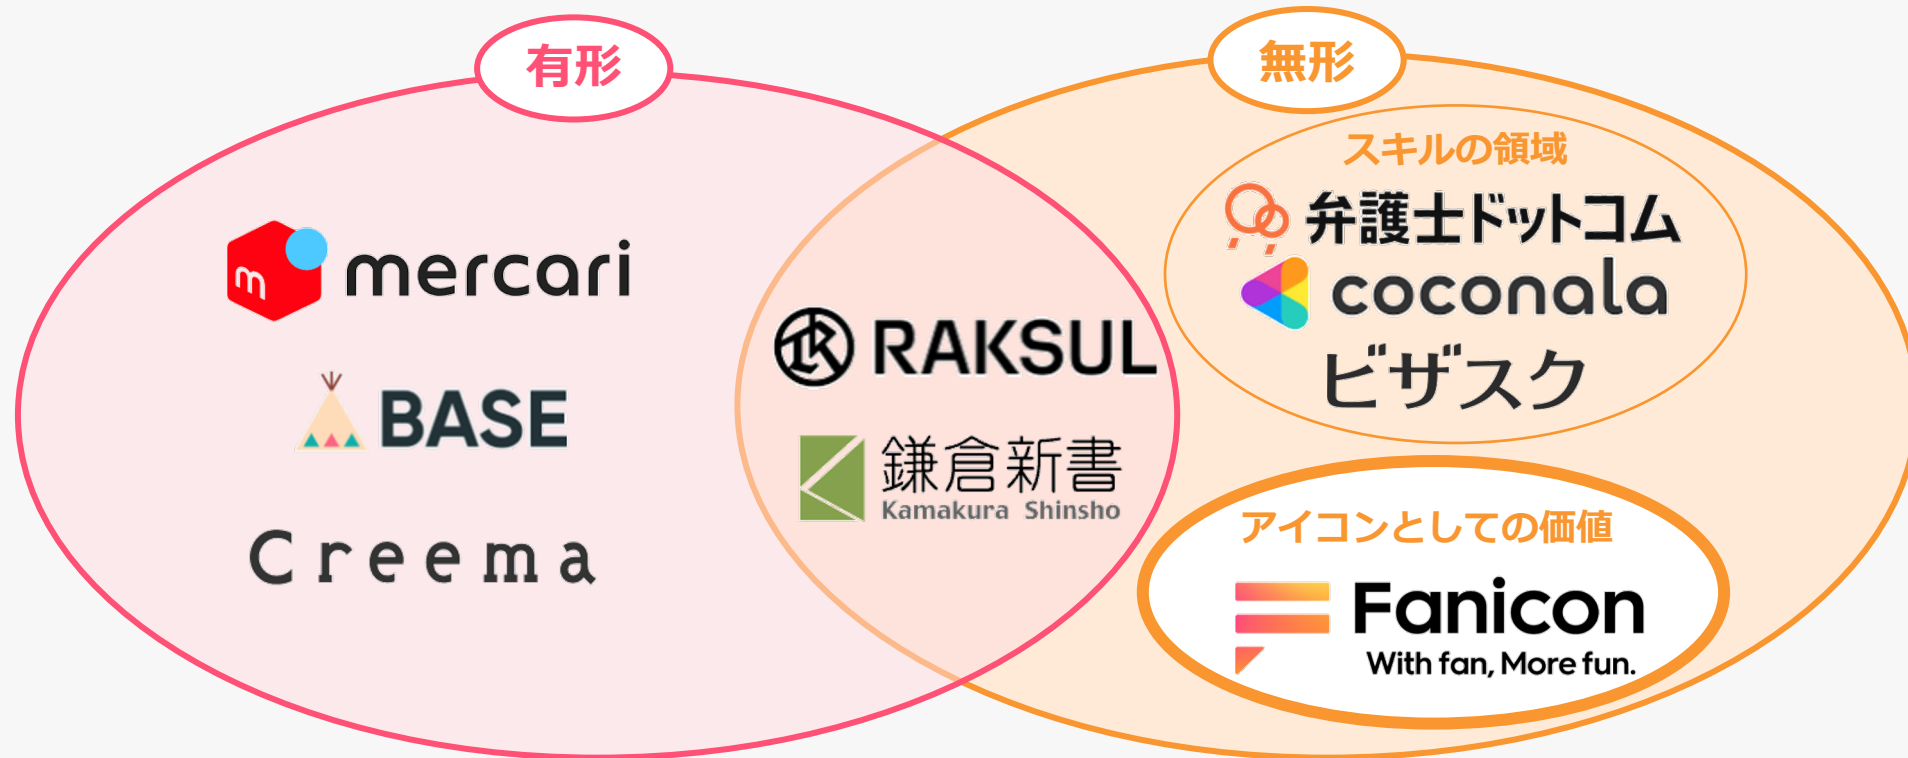 有形
無形
mercari
BASE
Creema
RAKSUL
鎌倉新書
Kamakura Shinsho
スキルの領域
弁護士ドットコム
coconala
ビザスク
アイコンとしての価値
Fanicon
With fan, More fun.